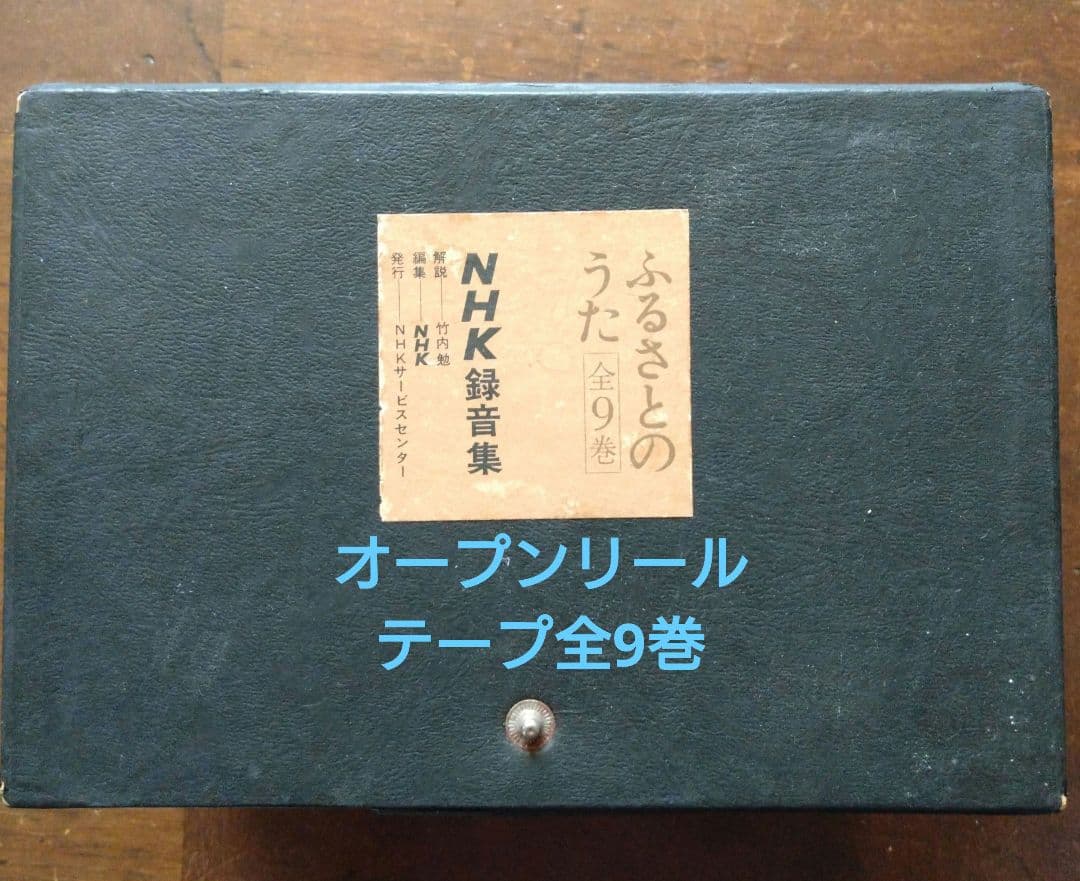 ふるさとの
うた
全9巻
NHK録音集
解説――竹内勉
編集――NHK
発行――NHKサービスセンター
オープンリール
テープ全9巻